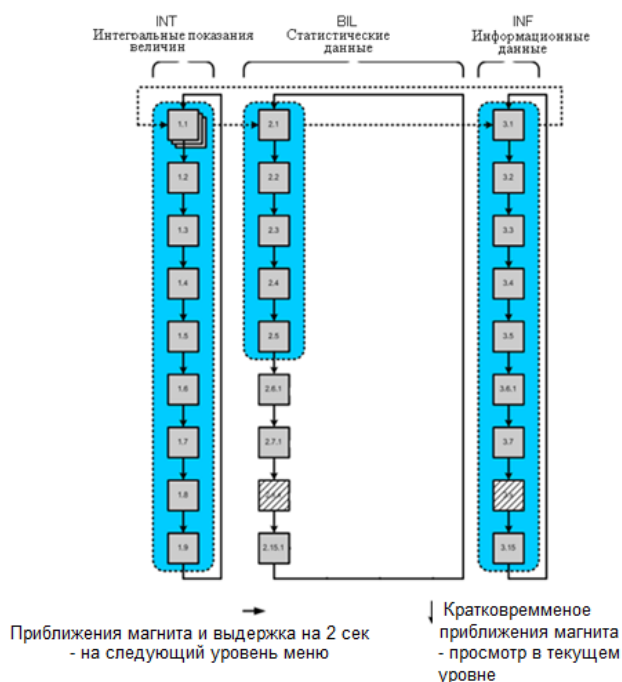 INT
Интегральные показания
величин
BIL
Статистические
данные
INF
Информационные
данные
1.1
1.2
1.3
1.4
1.5
1.6
1.7
1.8
1.9
2.1
2.2
2.3
2.4
2.5
2.6.1
2.7.1
2.15.1
3.1
3.2
3.3
3.4
3.5
3.6.1
3.7
3.15
Приближения магнита и выдержка на 2 сек
- на следующий уровень меню
Кратковремменое
приближения магнита
- просмотр в текущем
уровне